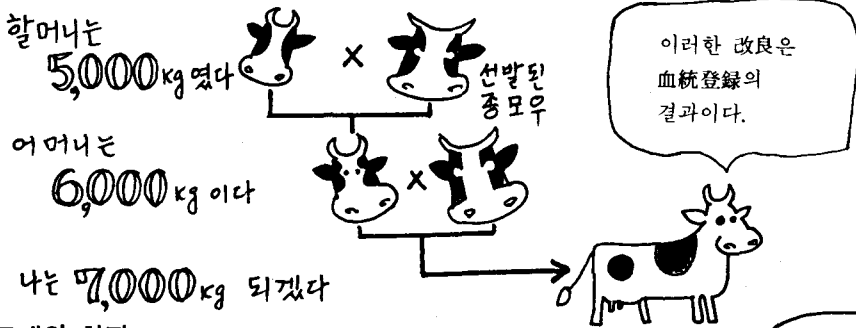 할머니는
5,000kg 였다
선발된
종모우
어머니는
6,000kg 이다
나는 7,000kg 되겠다
이러한 改良은
血統登録의
결과이다.